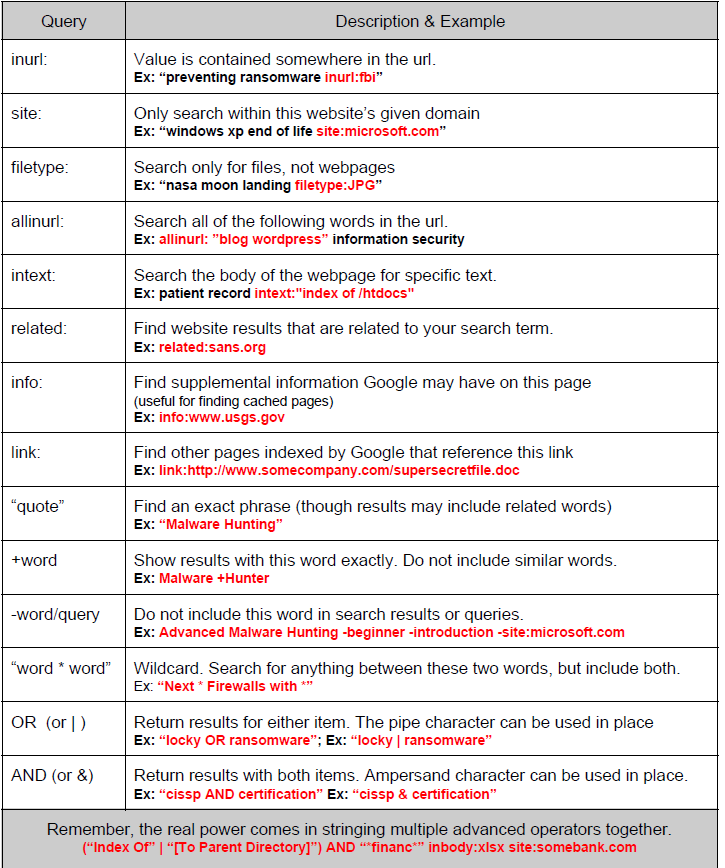 Query Description & Example
inurl: Value is contained somewhere in the url.
Ex: “preventing ransomware inurl:fbi”
site: Only search within this website’s given domain
Ex: “windows xp end of life site:microsoft.com”
filetype: Search only for files, not webpages
Ex: “nasa moon landing filetype:JPG”
allinurl: Search all of the following words in the url.
Ex: allinurl: ”blog wordpress” information security
intext: Search the body of the webpage for specific text.
Ex: patient record intext:"index of /htdocs"
related: Find website results that are related to your search term.
Ex: related:sans.org
info: Find supplemental information Google may have on this page
(useful for finding cached pages)
Ex: info:www.usgs.gov
link: Find other pages indexed by Google that reference this link
Ex: link:http://www.somecompany.com/supersecretfile.doc
“quote” Find an exact phrase (though results may include related words)
Ex: “Malware Hunting”
+word Show results with this word exactly. Do not include similar words.
Ex: Malware +Hunter
-word/query Do not include this word in search results or queries.
Ex: Advanced Malware Hunting -beginner -introduction -site:microsoft.com
“word * word” Wildcard. Search for anything between these two words, but include both.
Ex: “Next * Firewalls with *”
OR (or | ) Return results for either item. The pipe character can be used in place
Ex: “locky OR ransomware”; Ex: “locky | ransomware”
AND (or &) Return results with both items. Ampersand character can be used in place.
Ex: “cissp AND certification” Ex: “cissp & certification”
Remember, the real power comes in stringing multiple advanced operators together.
(“Index Of” | “[To Parent Directory]”) AND “*financ*” inbody:xlsx site:somebank.com